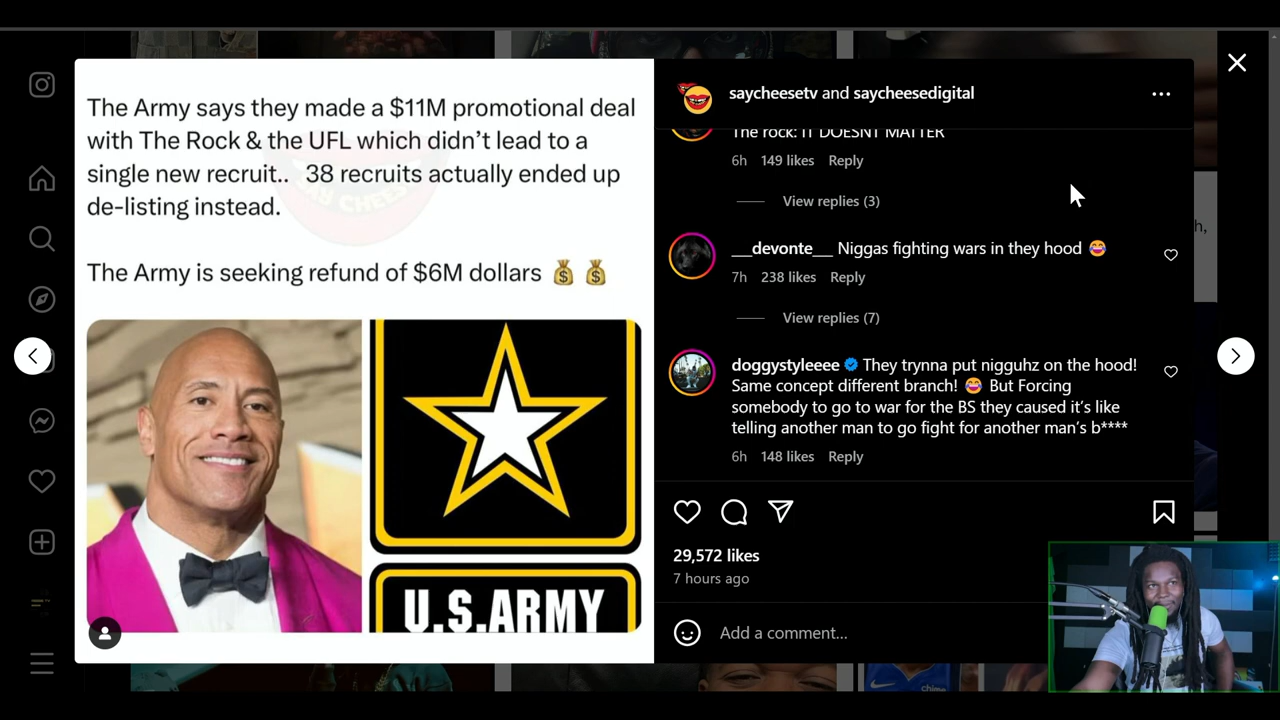 The Army says they made a $11M promotional deal
with The Rock & the UFL which didn’t lead to a
single new recruit.. 38 recruits actually ended up
de-listing instead.
The Army is seeking refund of $6M dollars 💰 💰
U.S.ARMY
saycheesetv and saycheesedigital
The rock: IT DOESNT MATTER
6h 149 likes Reply
View replies (3)
__devonte__ Niggas fighting wars in they hood 😂
7h 238 likes Reply
View replies (7)
doggystyleeee They trynna put nigguhz on the hood!
Same concept different branch! 😂 But Forcing
somebody to go to war for the BS they caused it’s like
telling another man to go fight for another man’s b****
6h 148 likes Reply
29,572 likes
7 hours ago
Add a comment...
h,
chime